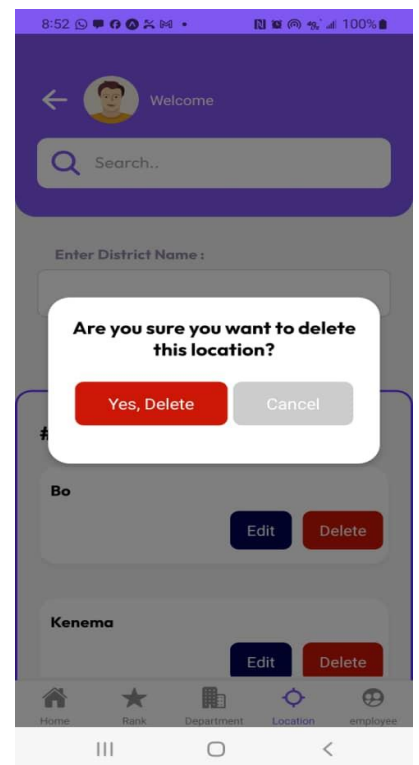 8:52 100%
Welcome
Search..
Enter District Name :
Are you sure you want to delete
this location?
Yes, Delete Cancel
#
Bo
Edit Delete
Kenema
Edit Delete
Home Rank Department Location employee